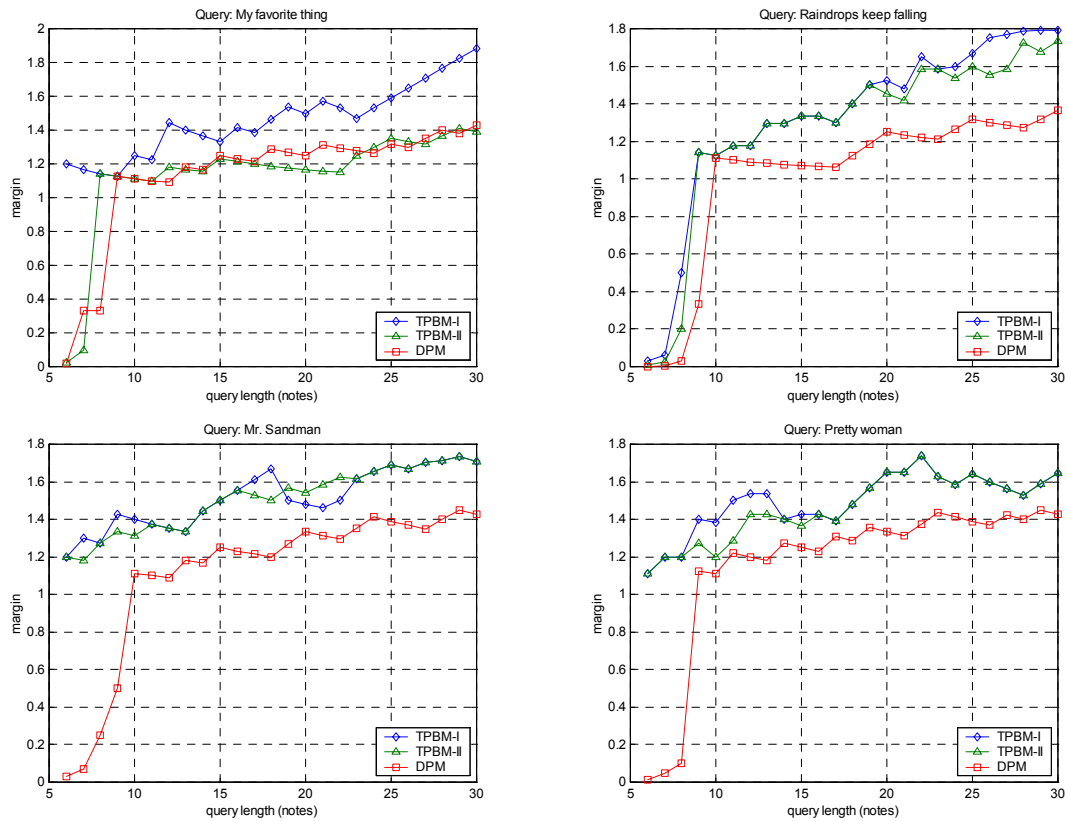 Query: My favorite thing
2
1.8
1.6
1.4
1.2
1
0.8
0.6
0.4
0.2
0
margin
5 10 15 20 25 30
query length (notes)
TPBM-I
TPBM-II
DPM
Query: Raindrops keep falling
1.8
1.6
1.4
1.2
1
0.8
0.6
0.4
0.2
0
margin
5 10 15 20 25 30
query length (notes)
TPBM-I
TPBM-II
DPM
Query: Mr. Sandman
1.8
1.6
1.4
1.2
1
0.8
0.6
0.4
0.2
0
margin
5 10 15 20 25 30
query length (notes)
TPBM-I
TPBM-II
DPM
Query: Pretty woman
1.8
1.6
1.4
1.2
1
0.8
0.6
0.4
0.2
0
margin
5 10 15 20 25 30
query length (notes)
TPBM-I
TPBM-II
DPM